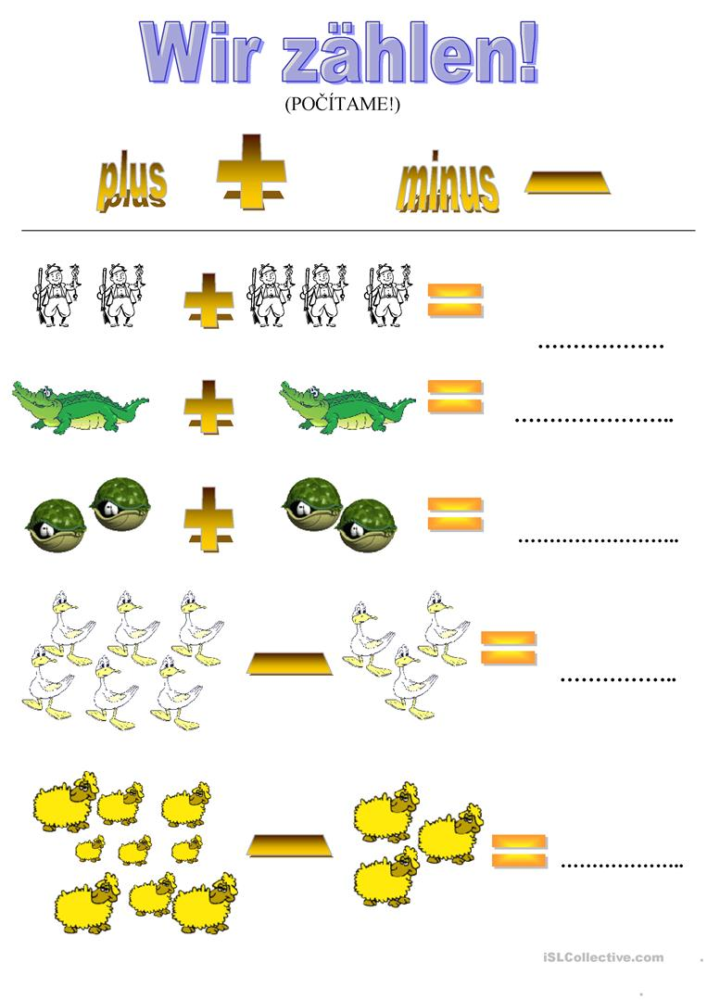 Wir zählen!
(POČÍTAME!)
plus + minus –
+ =
………………
+ =
…………………..
+ =
……………………..
– =
……………..
– = ………………..
iSLCollective.com